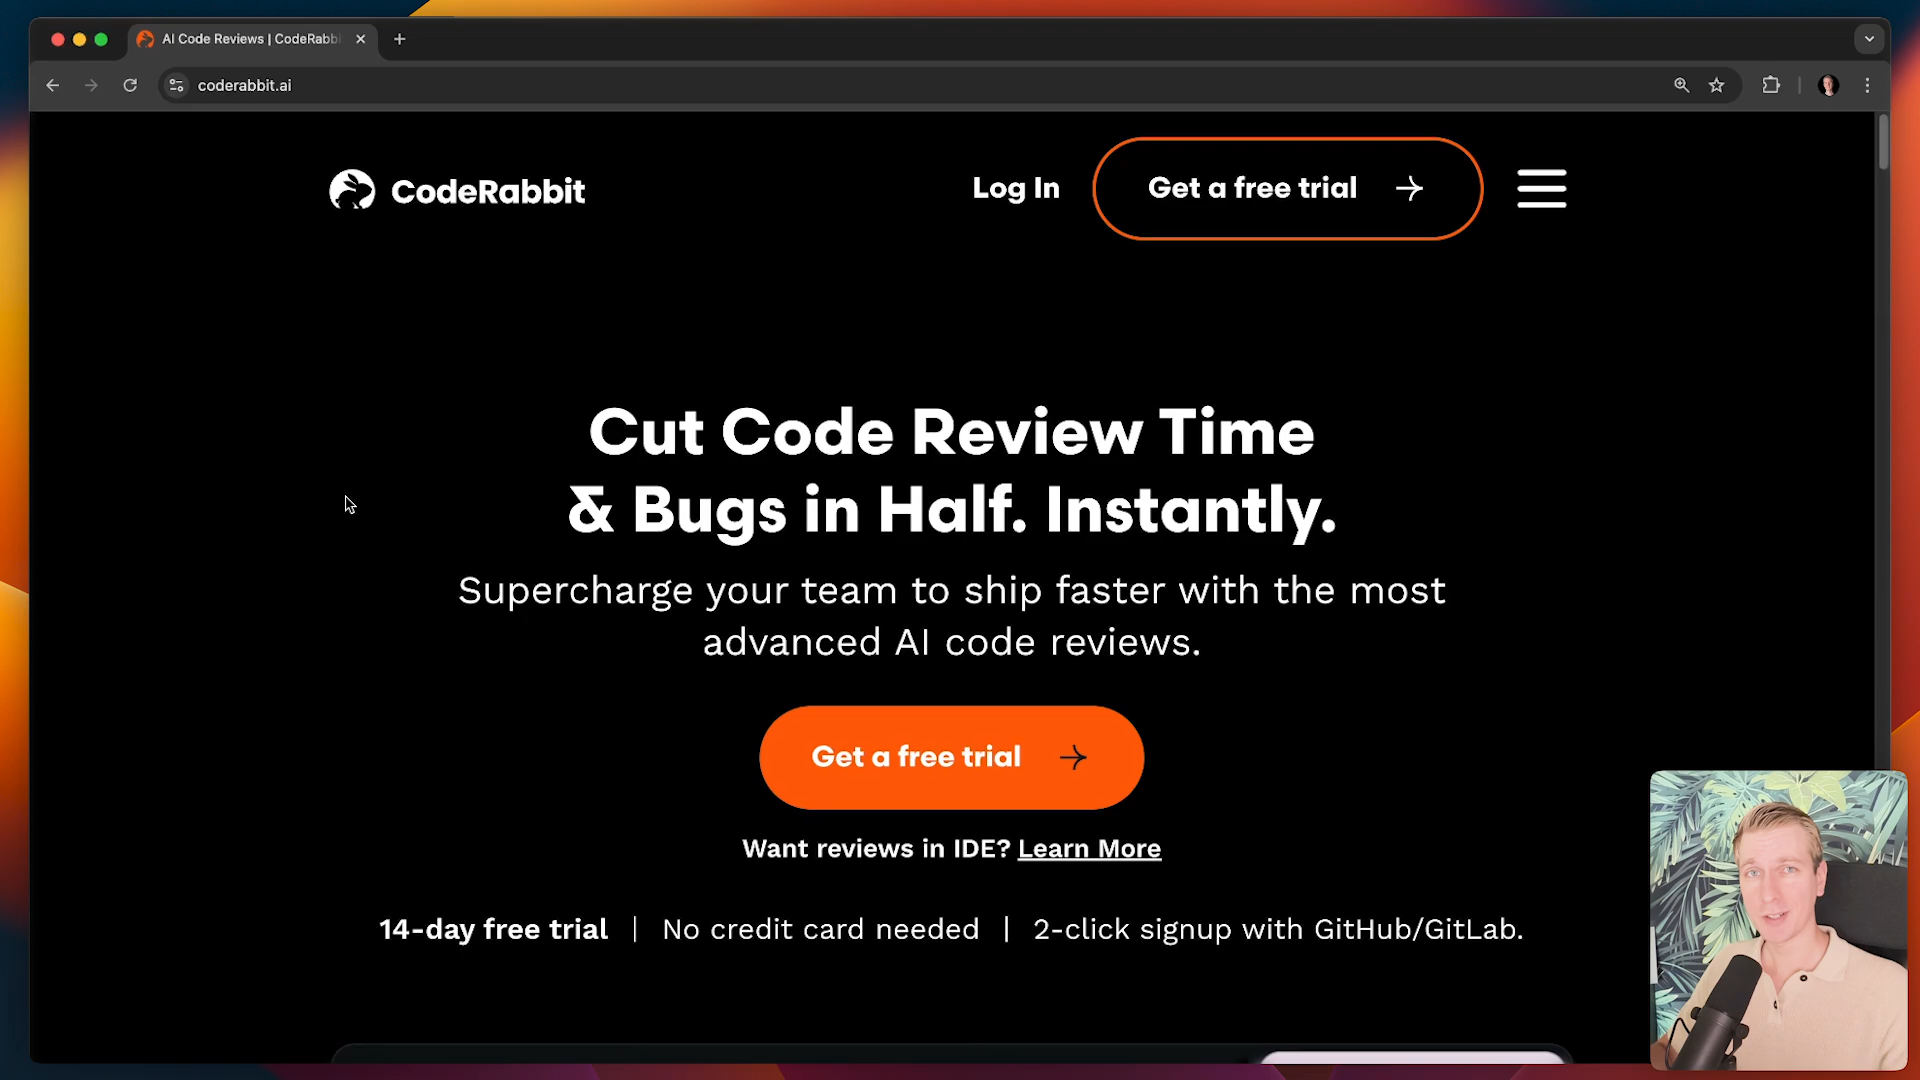 AI Code Reviews | CodeRabbi
coderabbit.ai
CodeRabbit
Log In
Get a free trial
Cut Code Review Time
& Bugs in Half. Instantly.
Supercharge your team to ship faster with the most
advanced AI code reviews.
Get a free trial
Want reviews in IDE? Learn More
14-day free trial | No credit card needed | 2-click signup with GitHub/GitLab.